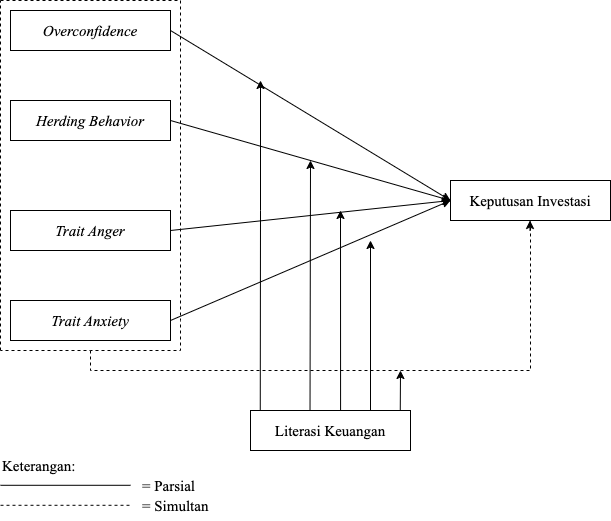 Overconfidence
Herding Behavior
Trait Anger
Trait Anxiety
Keputusan Investasi
Literasi Keuangan
Keterangan:
= Parsial
= Simultan